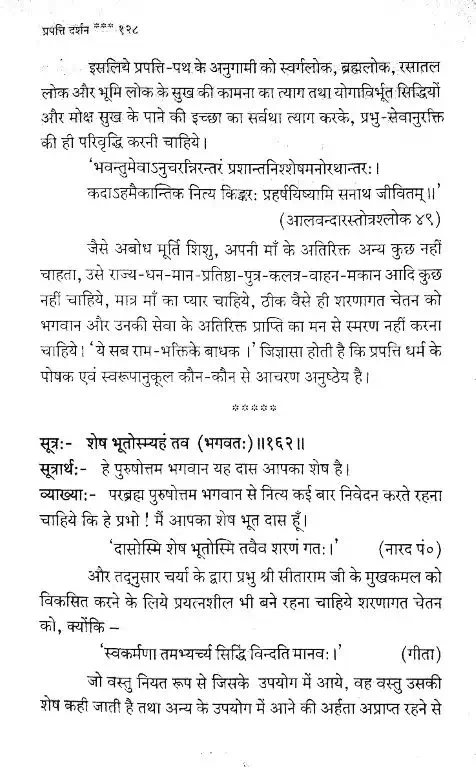 प्रपत्ति दर्शन *** १२८
इसलिये प्रपत्ति-पथ के अनुगामी को स्वर्गलोक, ब्रह्मलोक, रसातल
लोक और भूमि लोक के सुख की कामना का त्याग तथा योगाविर्भूत सिद्धियों
और मोक्ष सुख के पाने की इच्छा का सर्वथा त्याग करके, प्रभु-सेवानुरक्ति
की ही परिवृद्धि करनी चाहिये।
'भवन्तुमेवाऽनुचरन्निरन्तरं प्रशान्तनिश्शेषमनोरथान्तरः।
कदाऽहमैकान्तिक नित्य किङ्करः प्रहर्षयिष्यामि सनाथ जीवितम्॥'
(आलवन्दारस्तोत्रश्लोक ४९)
जैसे अबोध मूर्ति शिशु, अपनी माँ के अतिरिक्त अन्य कुछ नहीं
चाहता, उसे राज्य-धन-मान-प्रतिष्ठा-पुत्र-कलत्र-वाहन-मकान आदि कुछ
नहीं चाहिये, मात्र माँ का प्यार चाहिये, ठीक वैसे ही शरणागत चेतन को
भगवान और उनकी सेवा के अतिरिक्त प्राप्ति का मन से स्मरण नहीं करना
चाहिये। 'ये सब राम-भक्तिके बाधक।' जिज्ञासा होती है कि प्रपत्ति धर्म के
पोषक एवं स्वरूपानुकूल कौन-कौन से आचरण अनुष्ठेय है।
*****
सूत्र:- शेष भूतोस्म्यहं तव (भगवतः)॥१६२॥
सूत्रार्थ:- हे पुरुषोत्तम भगवान यह दास आपका शेष है।
व्याख्या:- परब्रह्म पुरुषोत्तम भगवान से नित्य कई बार निवेदन करते रहना
चाहिये कि हे प्रभो ! मैं आपका शेष भूत दास हूँ।
'दासोस्मि शेष भूतोस्मि तवैव शरणं गतः।' (नारद पं०)
और तद्नुसार चर्या के द्वारा प्रभु श्री सीताराम जी के मुखकमल को
विकसित करने के लिये प्रयत्नशील भी बने रहना चाहिये शरणागत चेतन
को, क्योंकि –
'स्वकर्मणा तमभ्यर्च्य सिद्धि विन्दति मानवः।' (गीता)
जो वस्तु नियत रूप से जिसके उपयोग में आये, वह वस्तु उसकी
शेष कही जाती है तथा अन्य के उपयोग में आने की अर्हता अप्राप्त रहने से